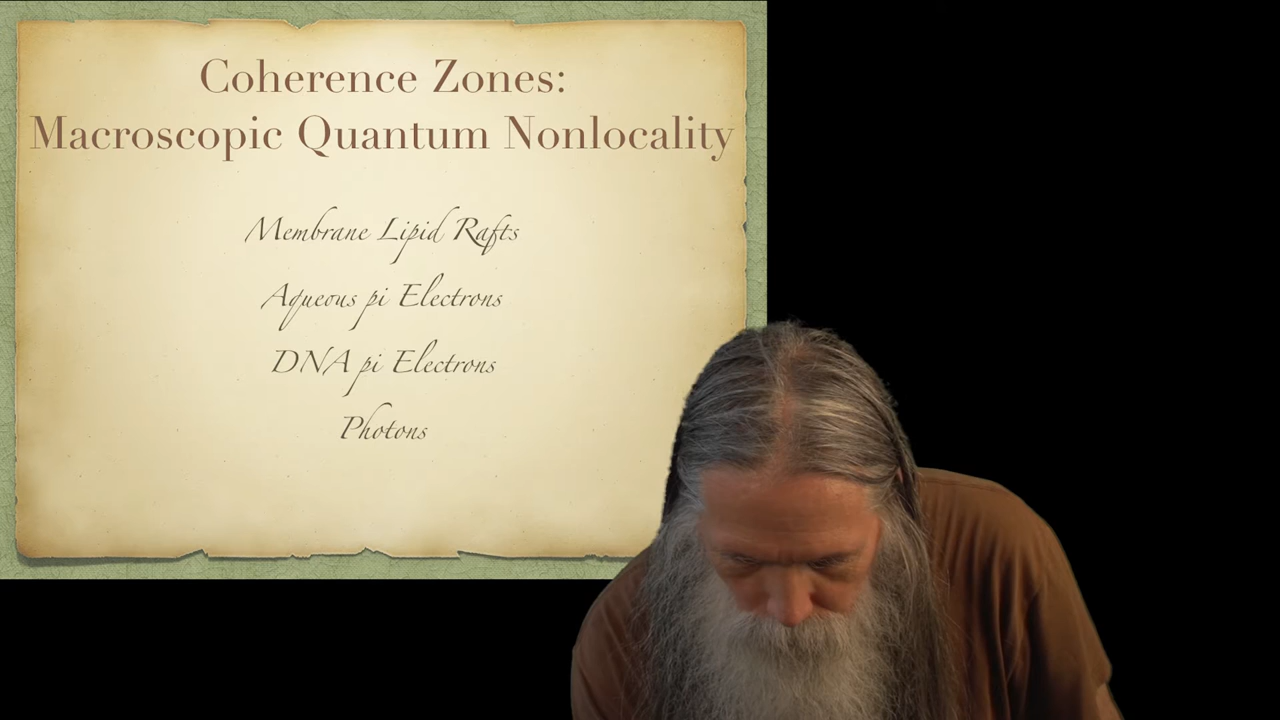 Coherence Zones:
Macroscopic Quantum Nonlocality
Membrane Lipid Rafts
Aqueous pi Electrons
DNA pi Electrons
Photons